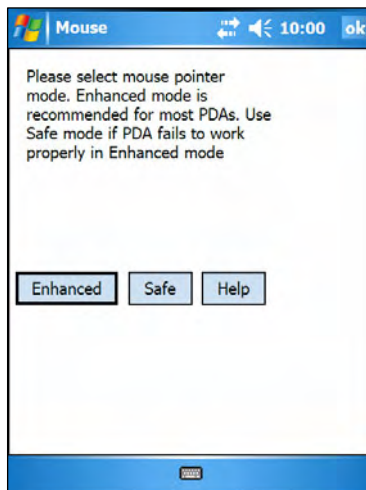 Mouse 10:00 ok
Please select mouse pointer
mode. Enhanced mode is
recommended for most PDAs. Use
Safe mode if PDA fails to work
properly in Enhanced mode
Enhanced Safe Help